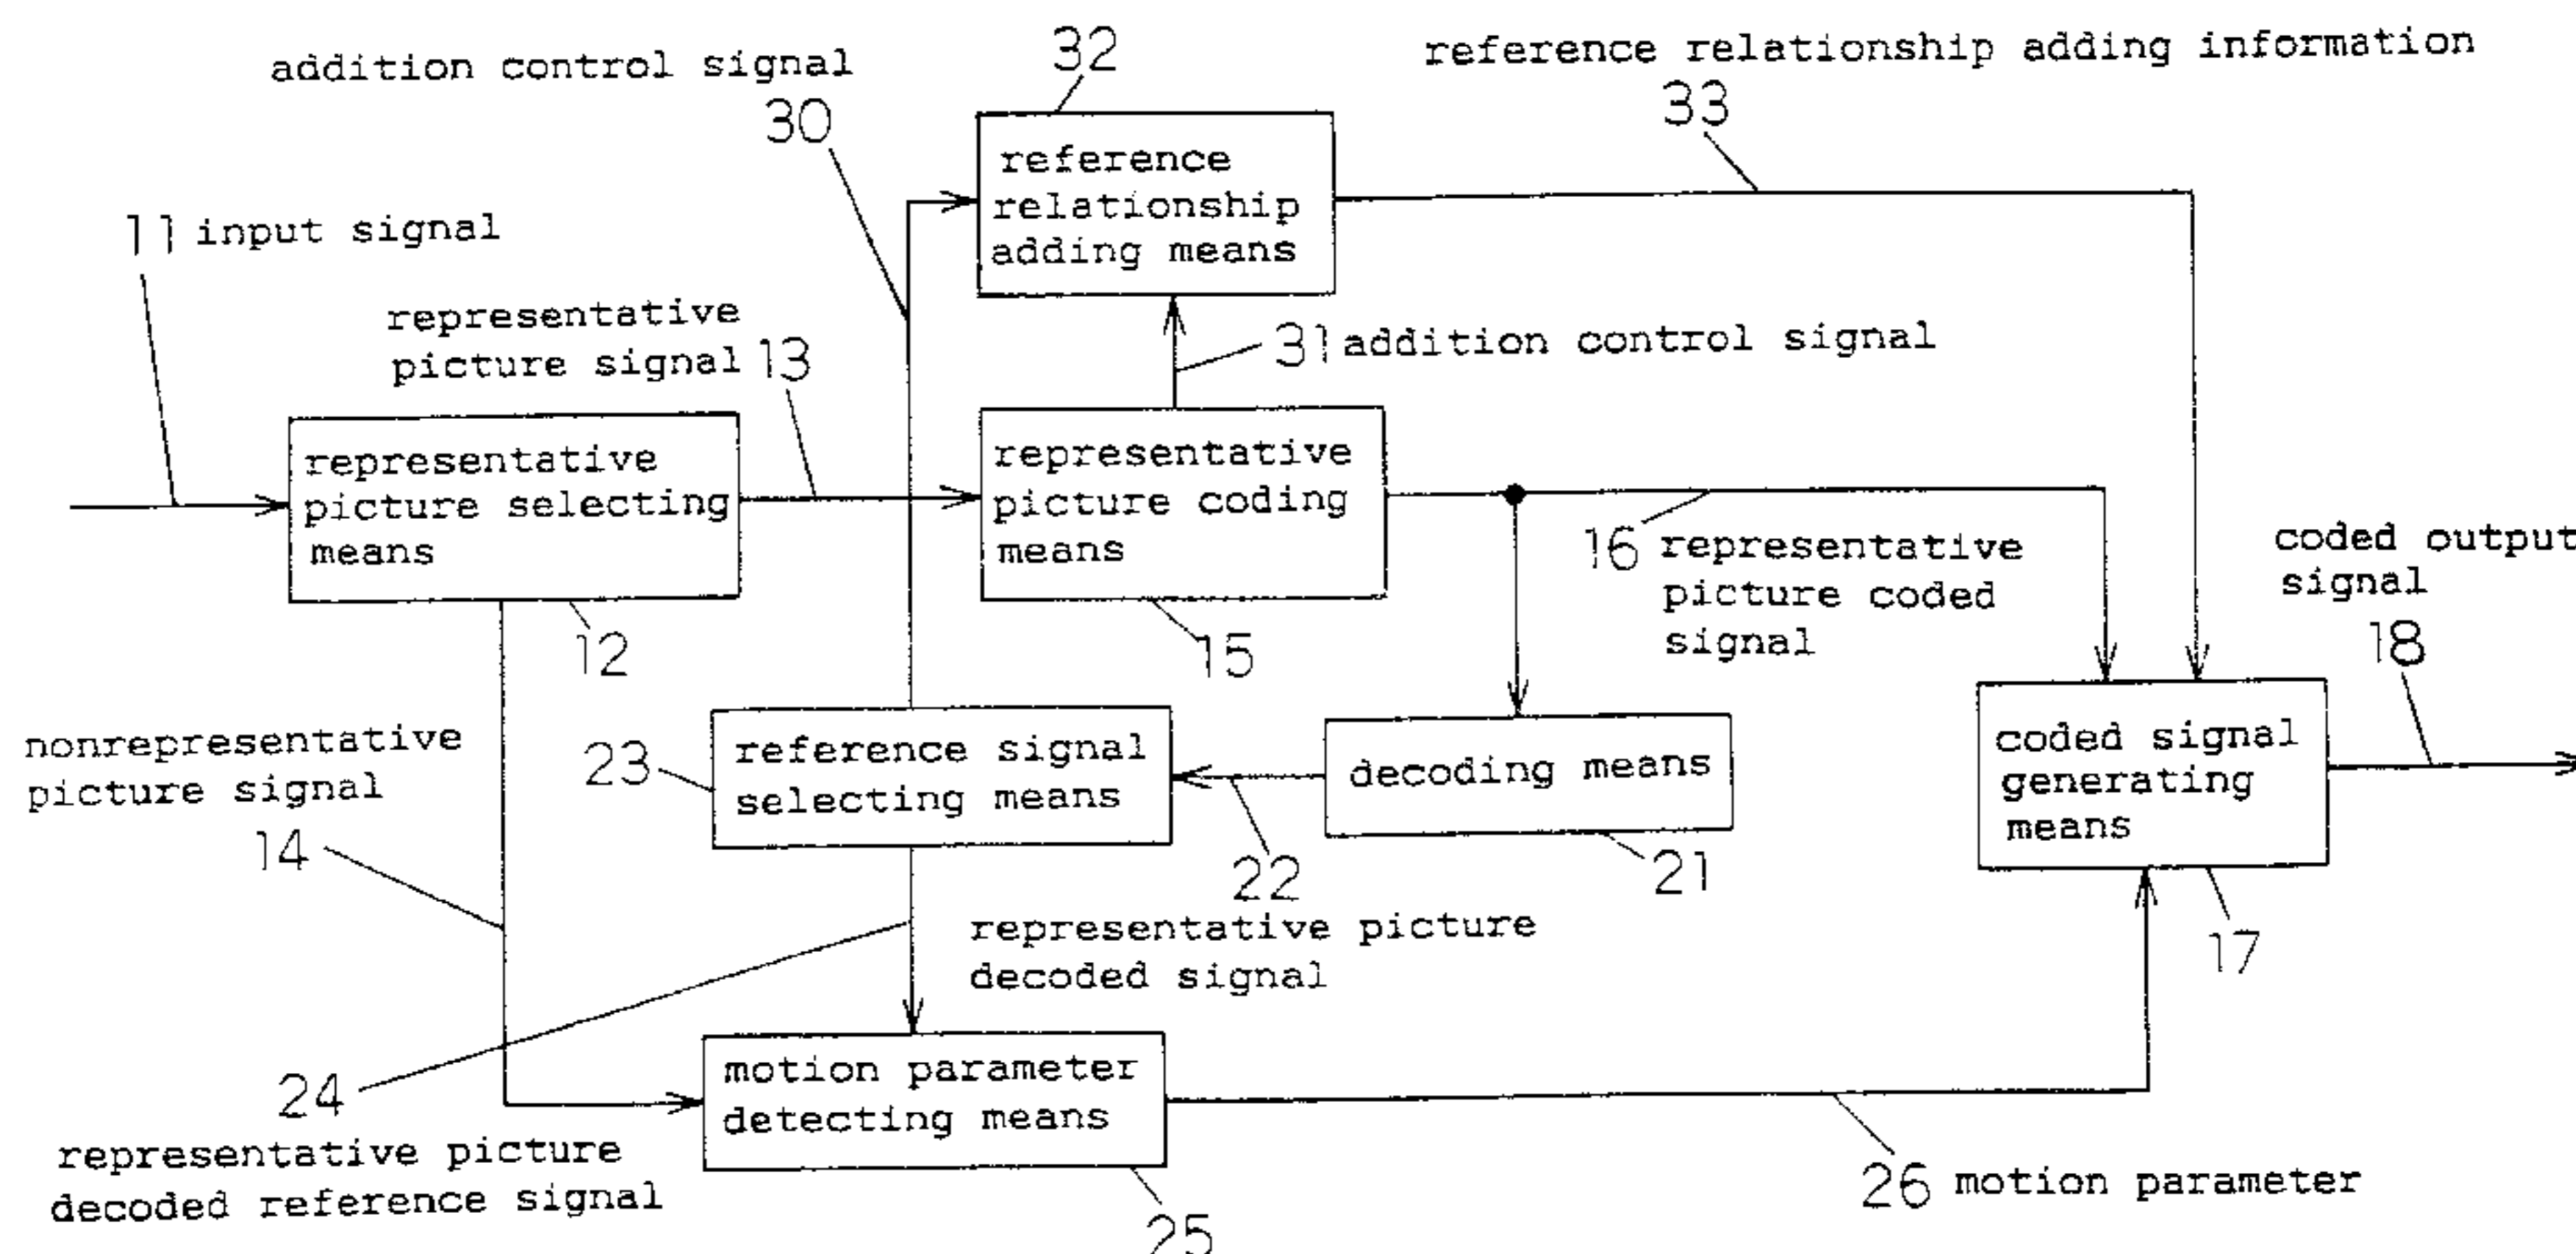 addition control signal
30
32
reference relationship adding information
33
reference
relationship
adding means
11 input signal
representative
picture signal 13
31 addition control signal
representative
picture selecting
means
12
representative
picture coding
means
15
16 representative
picture coded
signal
coded output
signal
18
nonrepresentative
picture signal
14
23
reference signal
selecting means
22
decoding means
21
coded signal
generating
means
17
representative picture
decoded signal
24
representative picture
decoded reference signal
motion parameter
detecting means
25
26 motion parameter